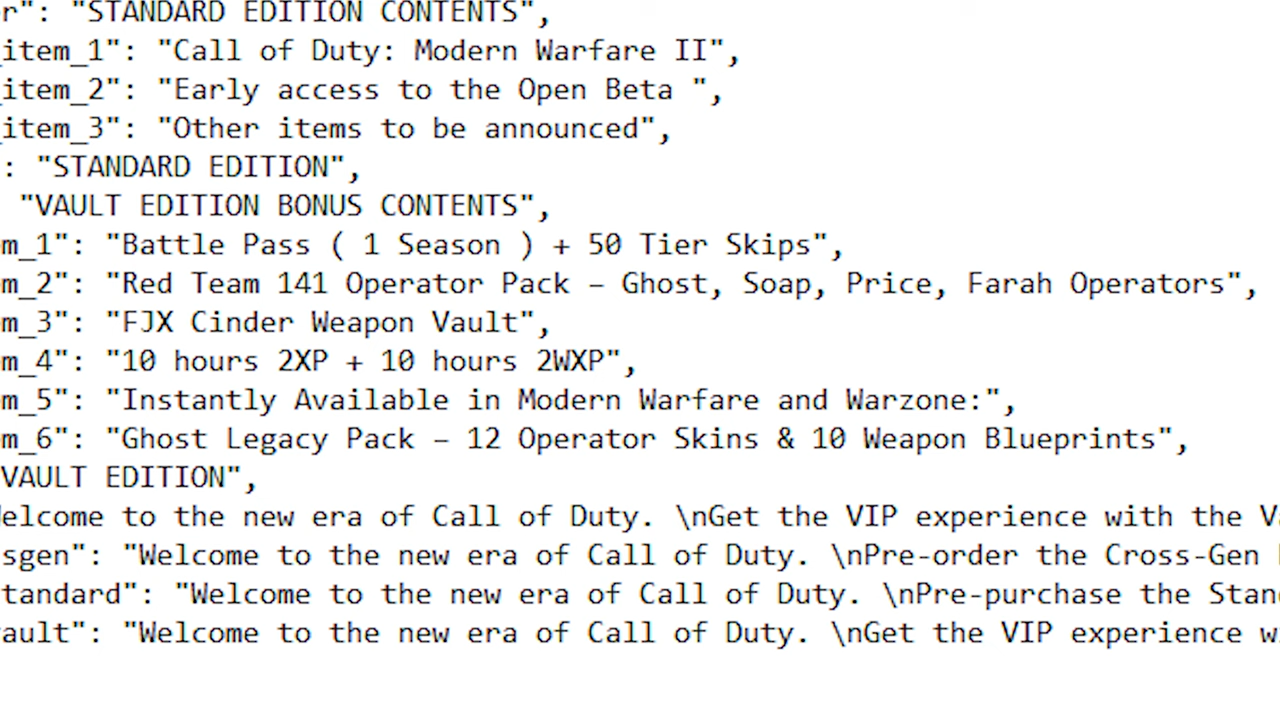 r": "STANDARD EDITION CONTENTS",
_item_1": "Call of Duty: Modern Warfare II",
_item_2": "Early access to the Open Beta ",
_item_3": "Other items to be announced",
: "STANDARD EDITION",
"VAULT EDITION BONUS CONTENTS",
m_1": "Battle Pass ( 1 Season ) + 50 Tier Skips",
m_2": "Red Team 141 Operator Pack – Ghost, Soap, Price, Farah Operators",
m_3": "FJX Cinder Weapon Vault",
m_4": "10 hours 2XP + 10 hours 2WXP",
m_5": "Instantly Available in Modern Warfare and Warzone:",
m_6": "Ghost Legacy Pack – 12 Operator Skins & 10 Weapon Blueprints",
VAULT EDITION",
elcome to the new era of Call of Duty. \nGet the VIP experience with the
sgen": "Welcome to the new era of Call of Duty. \nPre-order the Cross-Gen
tandard": "Welcome to the new era of Call of Duty. \nPre-purchase the Stan
ault": "Welcome to the new era of Call of Duty. \nGet the VIP experience w